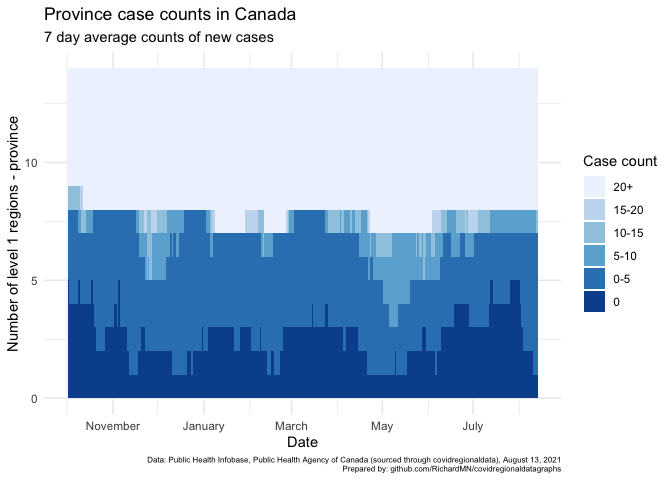 Province case counts in Canada
7 day average counts of new cases
Number of level 1 regions - province
10
5
0
November
January
March
May
July
Date
Case count
20+
15-20
10-15
5-10
0-5
0
Data: Public Health Infobase, Public Health Agency of Canada (sourced through covidregionaldata), August 13, 2021
Prepared by: github.com/RichardMN/covidregionaldatagraphs